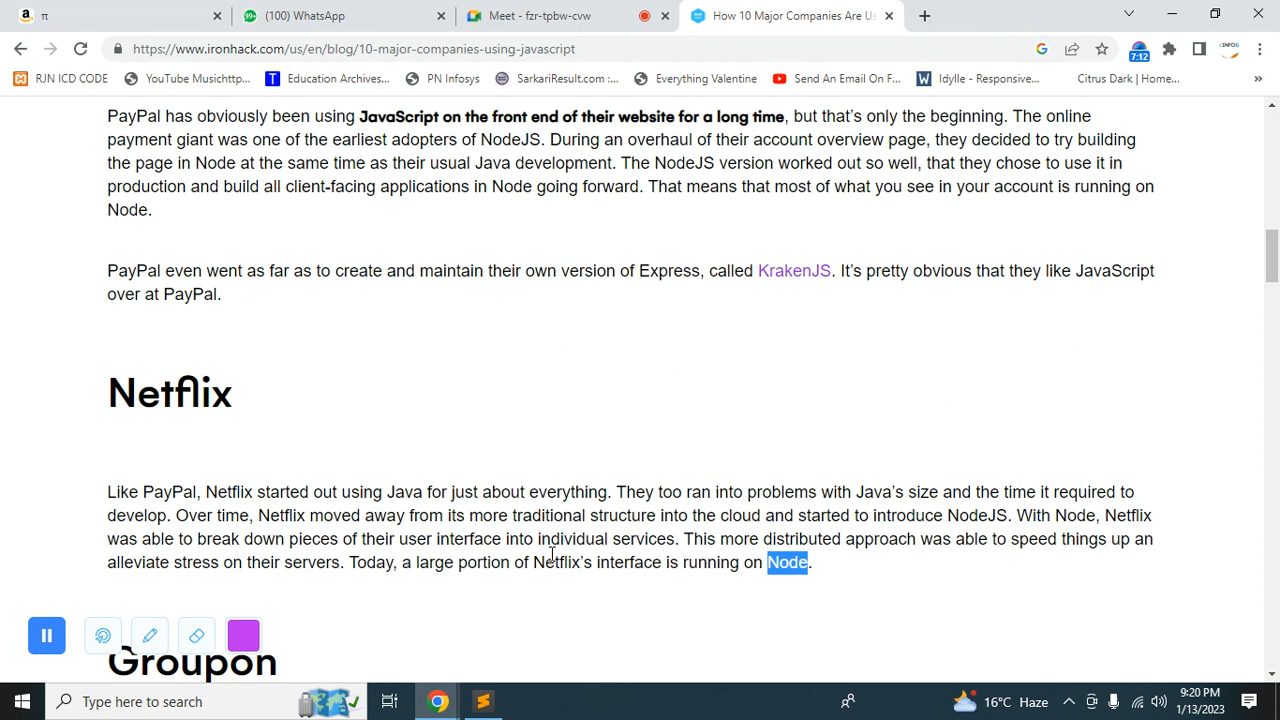 π
(100) WhatsApp
Meet - fzr-tpbw-cvw
How 10 Major Companies Are Us
https://www.ironhack.com/us/en/blog/10-major-companies-using-javascript
7:12
INFOS
RJN ICD CODE
YouTube Musichttp...
Education Archives...
PN Infosys
SarkariResult.com :...
Everything Valentine
Send An Email On F...
Idylle - Responsive...
Citrus Dark | Home...
»
PayPal has obviously been using JavaScript on the front end of their website for a long time, but that’s only the beginning. The online
payment giant was one of the earliest adopters of NodeJS. During an overhaul of their account overview page, they decided to try building
the page in Node at the same time as their usual Java development. The NodeJS version worked out so well, that they chose to use it in
production and build all client-facing applications in Node going forward. That means that most of what you see in your account is running on
Node.
PayPal even went as far as to create and maintain their own version of Express, called KrakenJS. It’s pretty obvious that they like JavaScript
over at PayPal.
Netflix
Like PayPal, Netflix started out using Java for just about everything. They too ran into problems with Java’s size and the time it required to
develop. Over time, Netflix moved away from its more traditional structure into the cloud and started to introduce NodeJS. With Node, Netflix
was able to break down pieces of their user interface into individual services. This more distributed approach was able to speed things up an
alleviate stress on their servers. Today, a large portion of Netflix’s interface is running on Node.
Groupon
Type here to search
16°C Haze
9:20 PM
1/13/2023